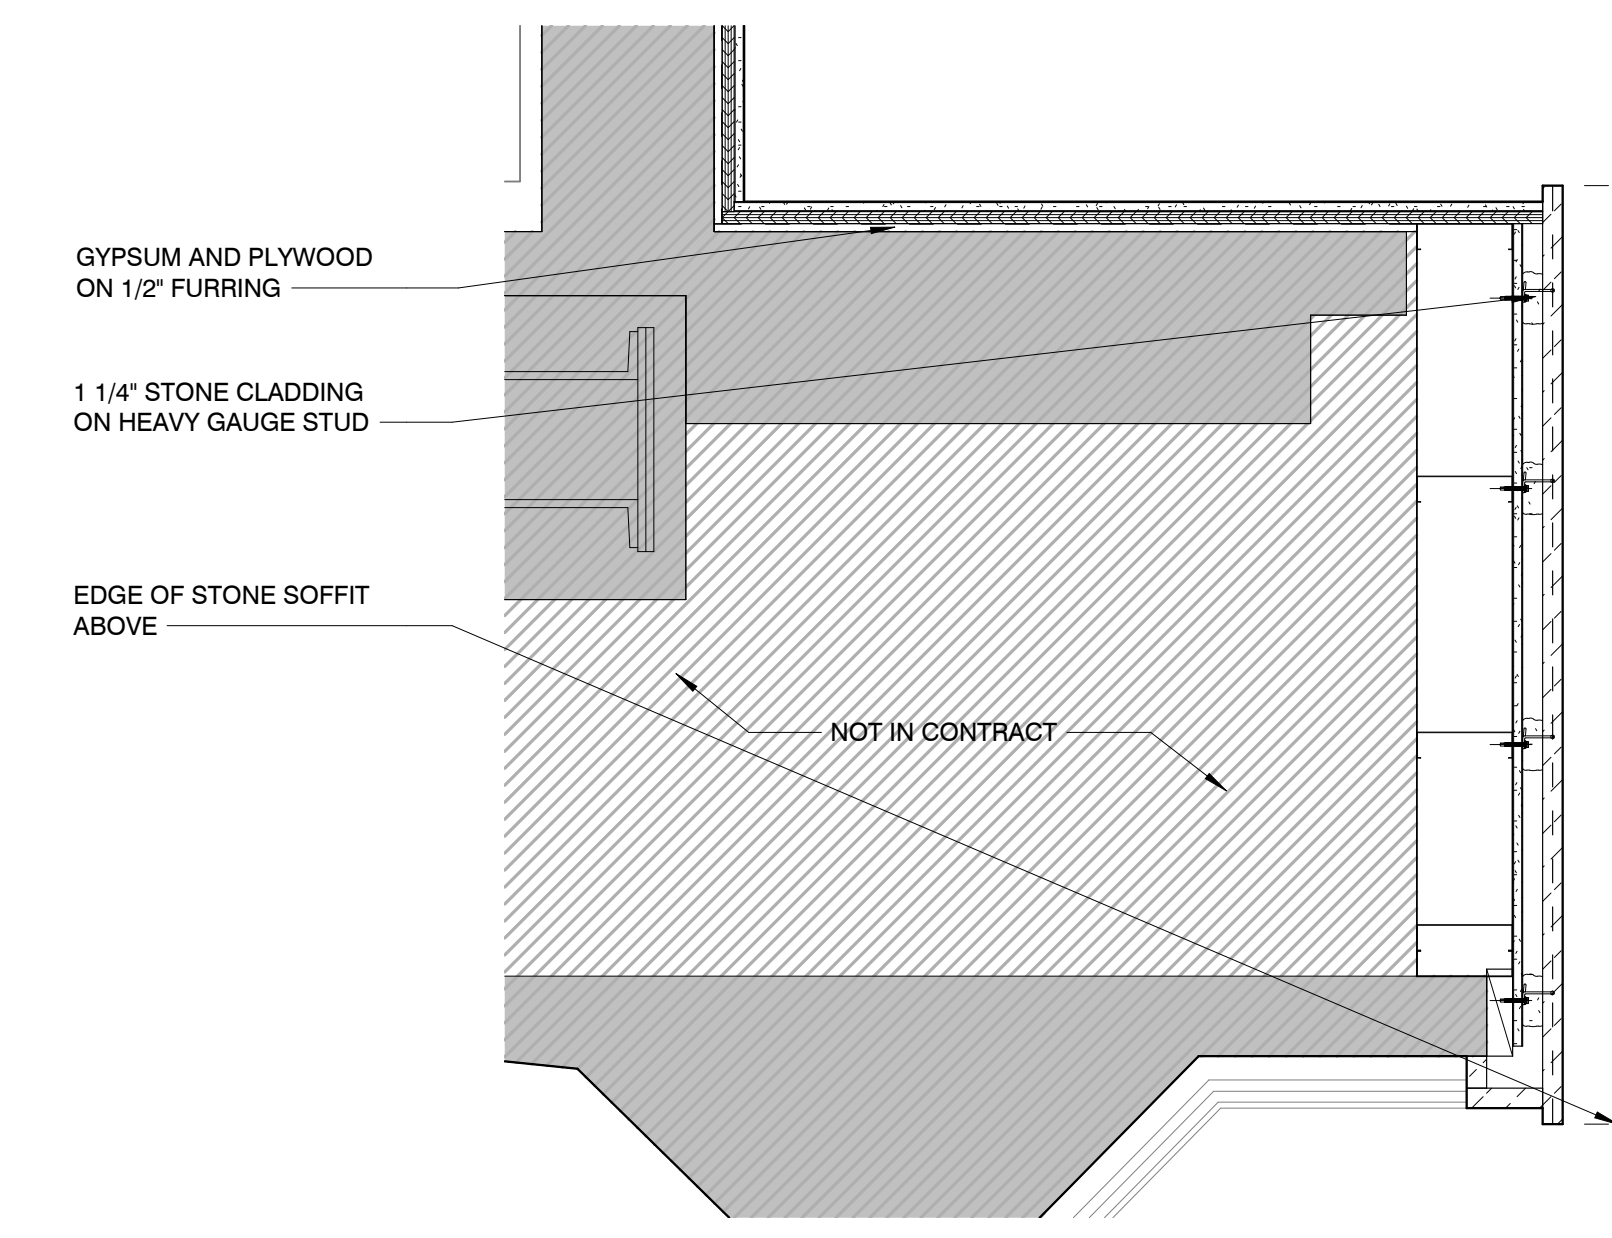 GYPSUM AND PLYWOOD
ON 1/2" FURRING
1 1/4" STONE CLADDING
ON HEAVY GAUGE STUD
EDGE OF STONE SOFFIT
ABOVE
NOT IN CONTRACT